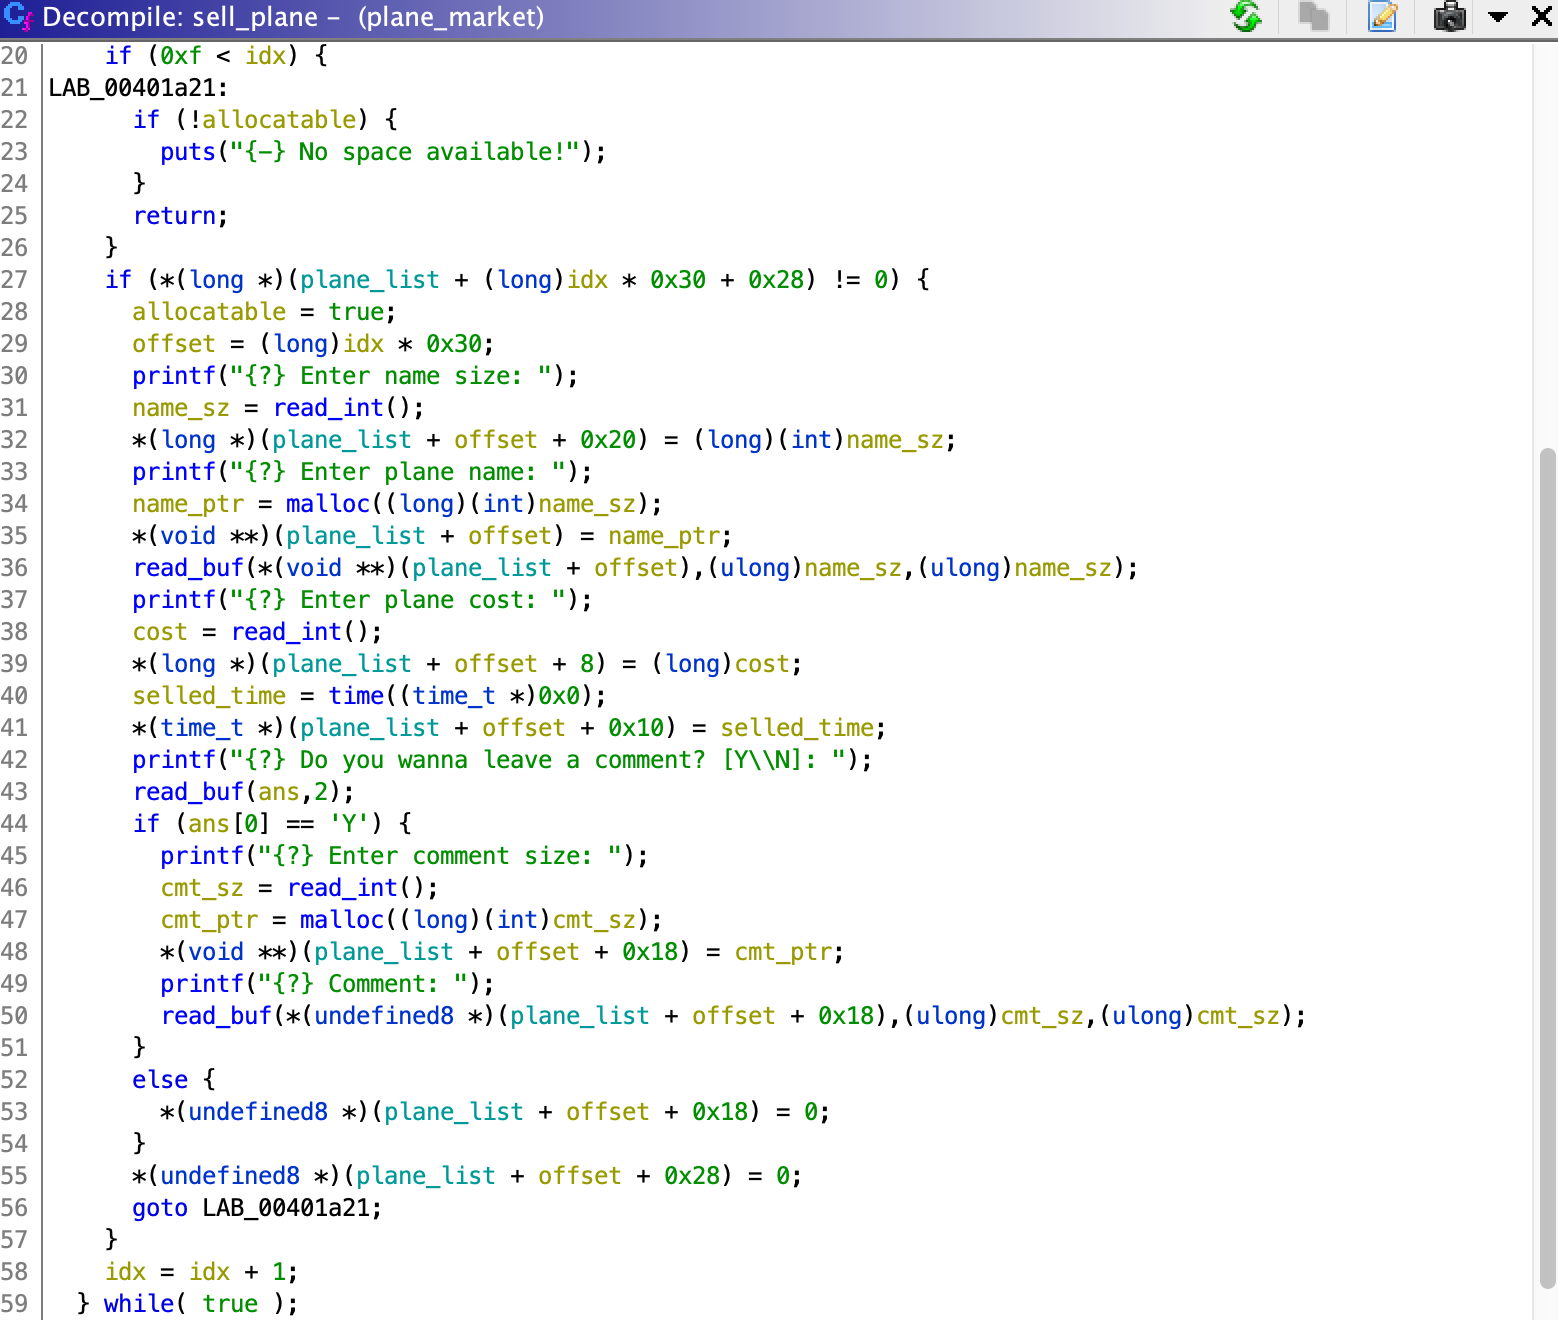 Decompile: sell_plane - (plane_market)
20     if (0xf < idx) {
21 LAB_00401a21:
22       if (!allocatable) {
23         puts("{-} No space available!");
24       }
25       return;
26     }
27     if (*(long *)(plane_list + (long)idx * 0x30 + 0x28) != 0) {
28       allocatable = true;
29       offset = (long)idx * 0x30;
30       printf("{?} Enter name size: ");
31       name_sz = read_int();
32       *(long *)(plane_list + offset + 0x20) = (long)(int)name_sz;
33       printf("{?} Enter plane name: ");
34       name_ptr = malloc((long)(int)name_sz);
35       *(void **)(plane_list + offset) = name_ptr;
36       read_buf(*(void **)(plane_list + offset),(ulong)name_sz,(ulong)name_sz);
37       printf("{?} Enter plane cost: ");
38       cost = read_int();
39       *(long *)(plane_list + offset + 8) = (long)cost;
40       selled_time = time((time_t *)0x0);
41       *(time_t *)(plane_list + offset + 0x10) = selled_time;
42       printf("{?} Do you wanna leave a comment? [Y\\N]: ");
43       read_buf(ans,2);
44       if (ans[0] == 'Y') {
45         printf("{?} Enter comment size: ");
46         cmt_sz = read_int();
47         cmt_ptr = malloc((long)(int)cmt_sz);
48         *(void **)(plane_list + offset + 0x18) = cmt_ptr;
49         printf("{?} Comment: ");
50         read_buf(*(undefined8 *)(plane_list + offset + 0x18),(ulong)cmt_sz,(ulong)cmt_sz);
51       }
52       else {
53         *(undefined8 *)(plane_list + offset + 0x18) = 0;
54       }
55       *(undefined8 *)(plane_list + offset + 0x28) = 0;
56       goto LAB_00401a21;
57     }
58     idx = idx + 1;
59   } while( true );